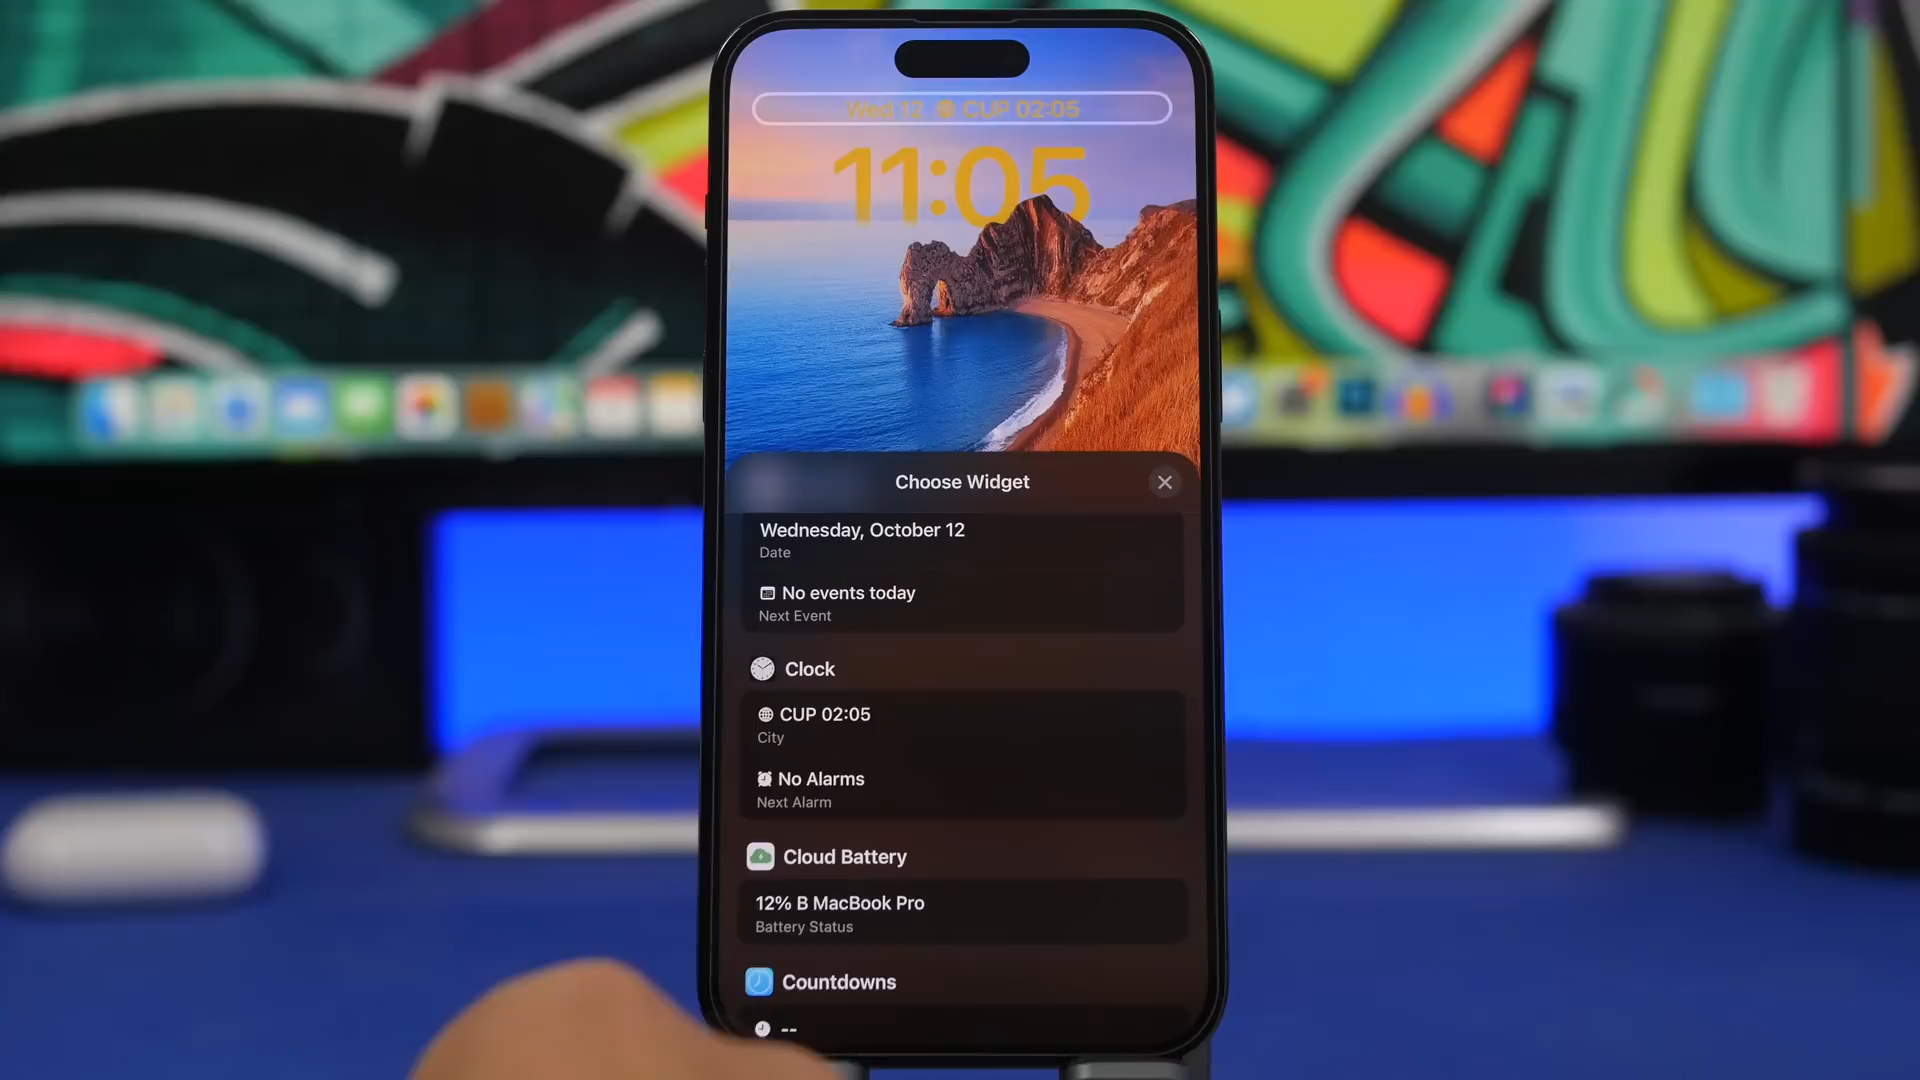 Wed 12 CUP 02:05
11:05
Choose Widget
Wednesday, October 12
Date
No events today
Next Event
Clock
CUP 02:05
City
No Alarms
Next Alarm
Cloud Battery
12% B MacBook Pro
Battery Status
Countdowns
--